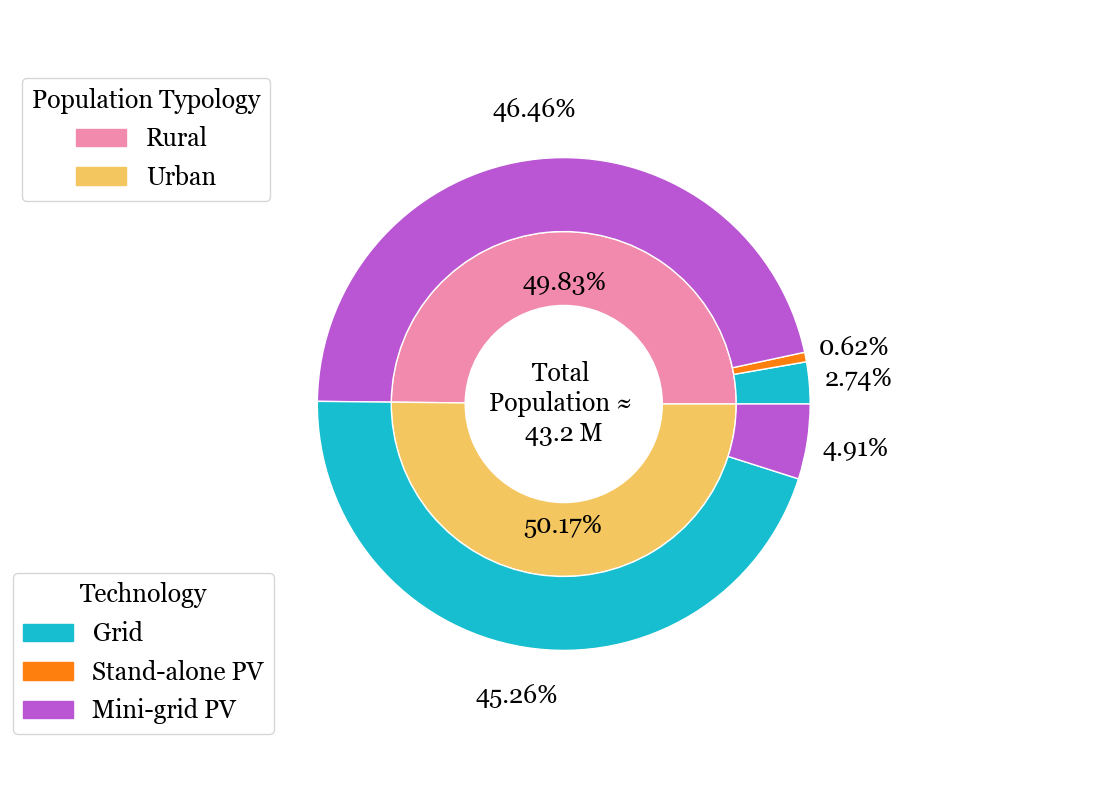 Population Typology
Rural
Urban
46.46%
49.83%
0.62%
2.74%
4.91%
Total
Population ≈
43.2 M
50.17%
45.26%
Technology
Grid
Stand-alone PV
Mini-grid PV